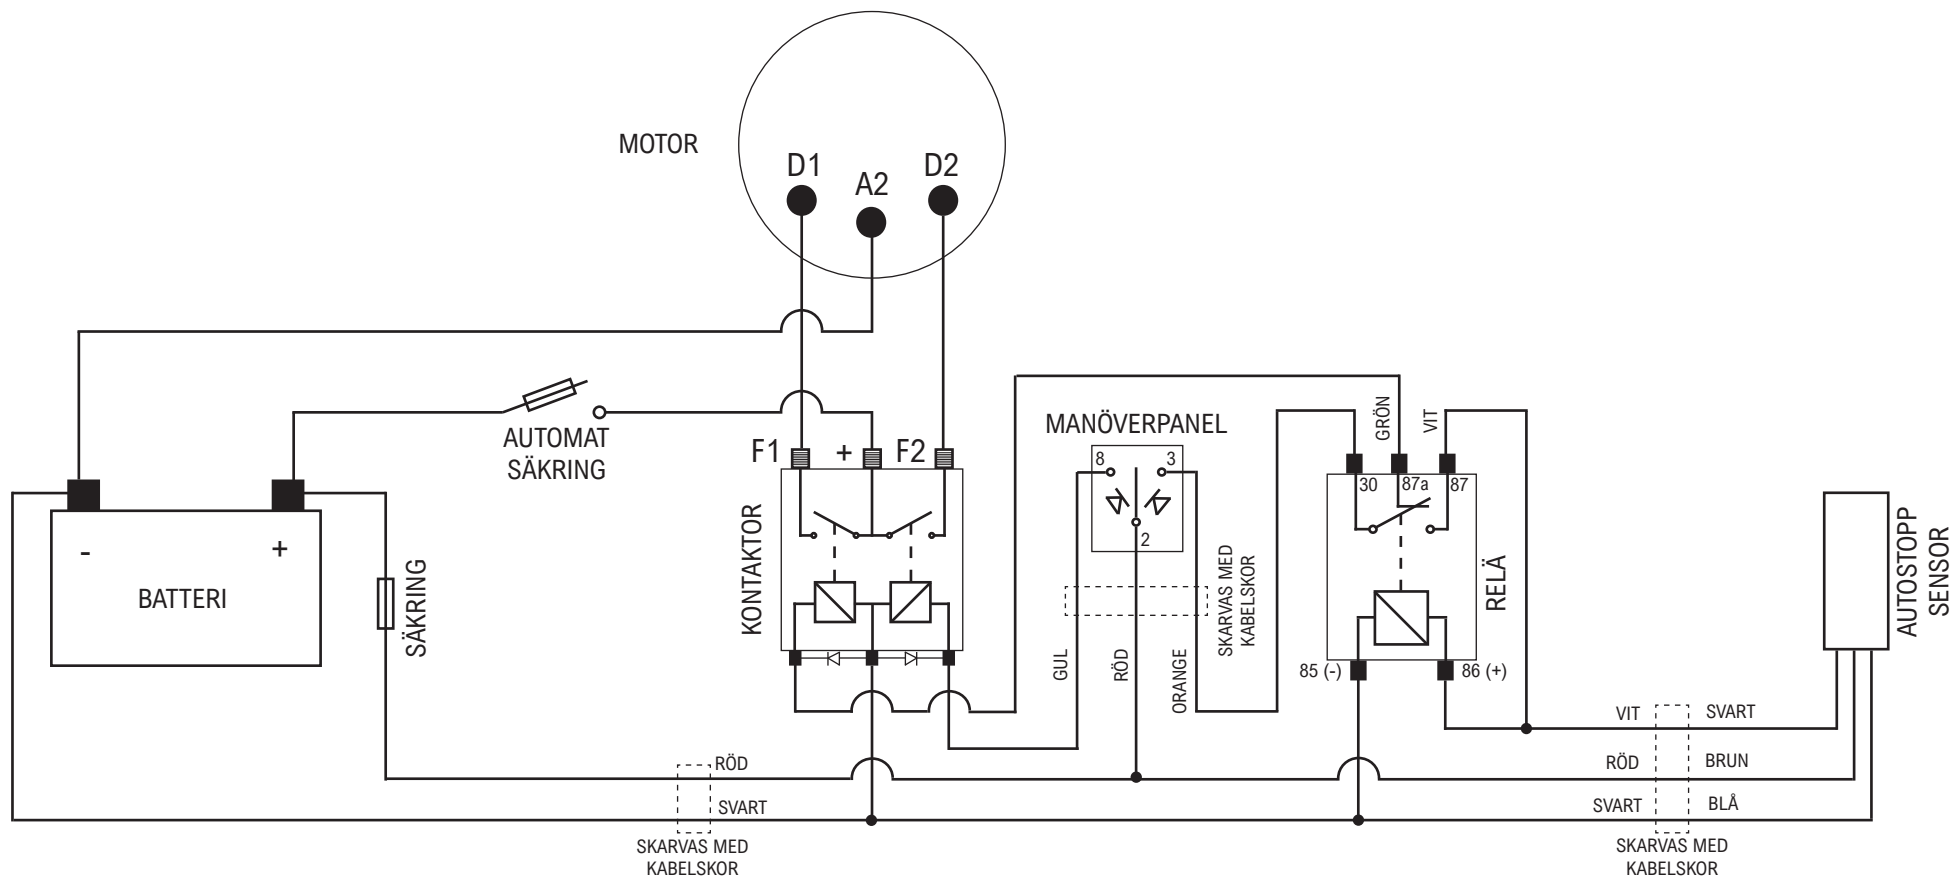 MOTOR
D1
A2
D2
AUTOMAT
SÄKRING
F1
+
F2
KONTAKTOR
-
+
BATTERI
SÄKRING
MANÖVERPANEL
8
3
2
SKARVAS MED
KABELSKOR
GUL
RÖD
ORANGE
GRÖN
VIT
30
87a
87
RELÄ
85 (-)
86 (+)
AUTOSTOPP
SENSOR
VIT
SVART
RÖD
BRUN
SVART
BLÅ
SKARVAS MED
KABELSKOR
RÖD
SVART
SKARVAS MED
KABELSKOR